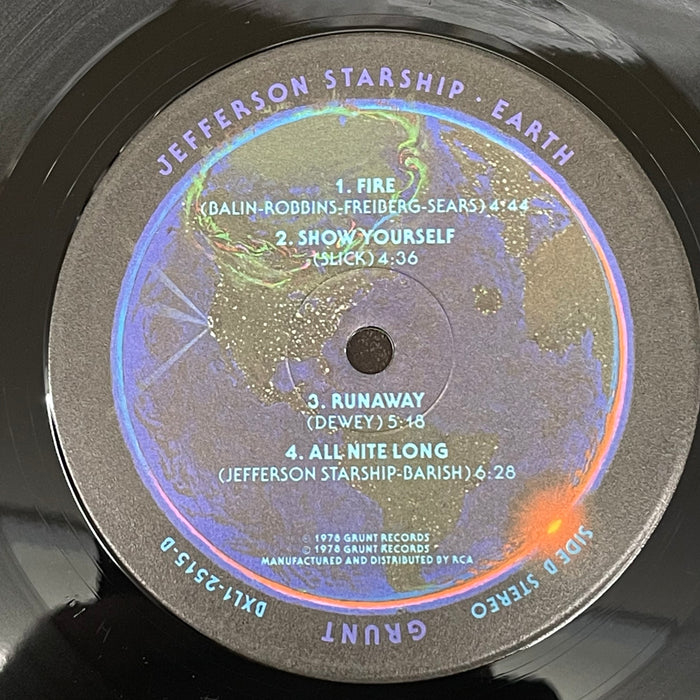 JEFFERSON STARSHIP · EARTH
1. FIRE
(BALIN-ROBBINS-FREIBERG-SEARS) 4:44
2. SHOW YOURSELF
(SLICK) 4:36
3. RUNAWAY
(DEWEY) 5:18
4. ALL NITE LONG
(JEFFERSON STARSHIP-BARISH) 6:28
℗ 1978 GRUNT RECORDS
© 1978 GRUNT RECORDS
MANUFACTURED AND DISTRIBUTED BY RCA
DXL1-2515-B
SIDE B STEREO
GRUNT